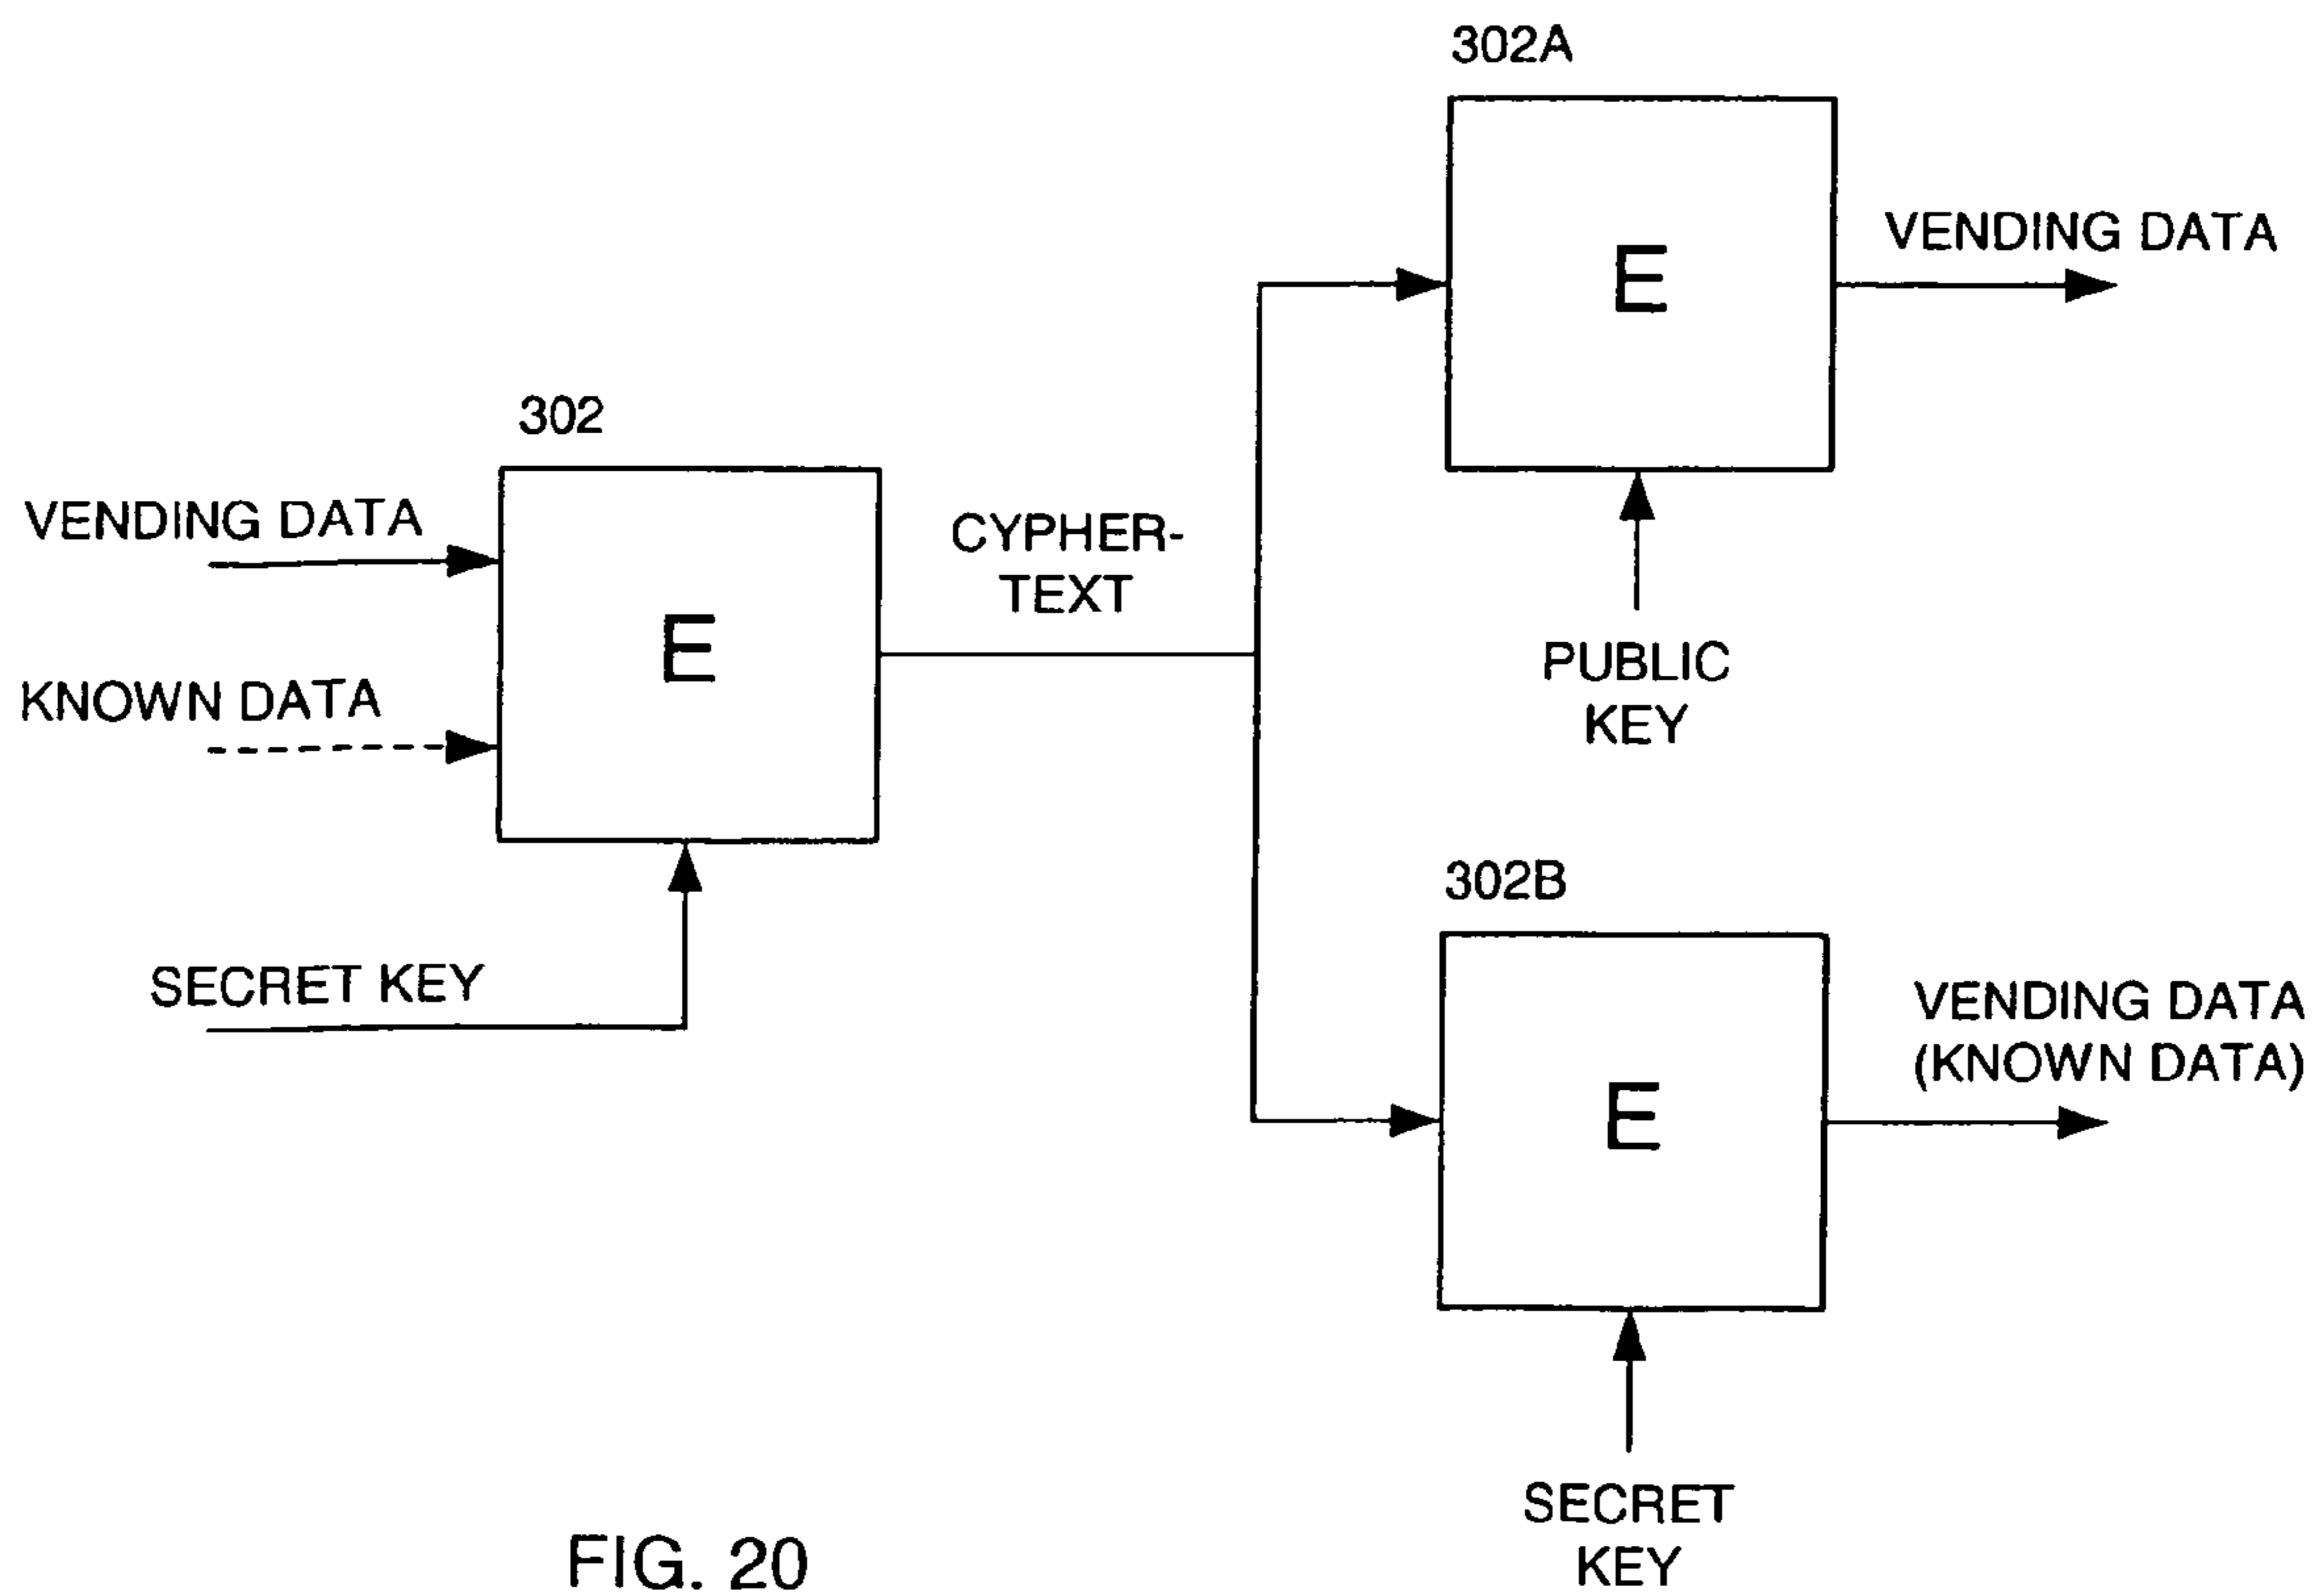 302A
E
VENDING DATA
PUBLIC
KEY
302
VENDING DATA
KNOWN DATA
E
CYPHER-
TEXT
SECRET KEY
302B
E
VENDING DATA
(KNOWN DATA)
SECRET
KEY
FIG. 20